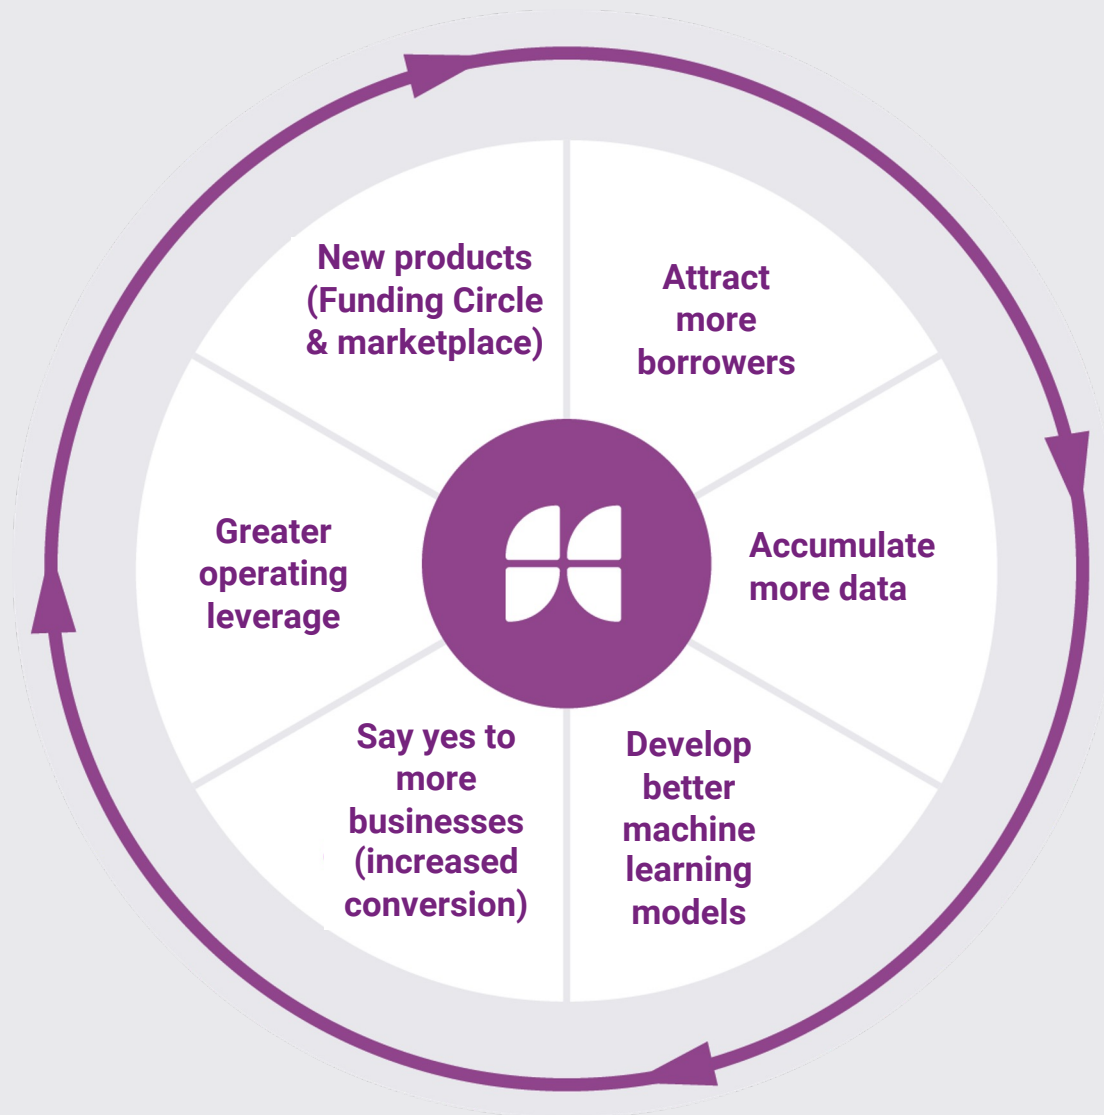 New products
(Funding Circle
& marketplace)
Attract
more
borrowers
Accumulate
more data
Develop
better
machine
learning
models
Say yes to
more
businesses
(increased
conversion)
Greater
operating
leverage